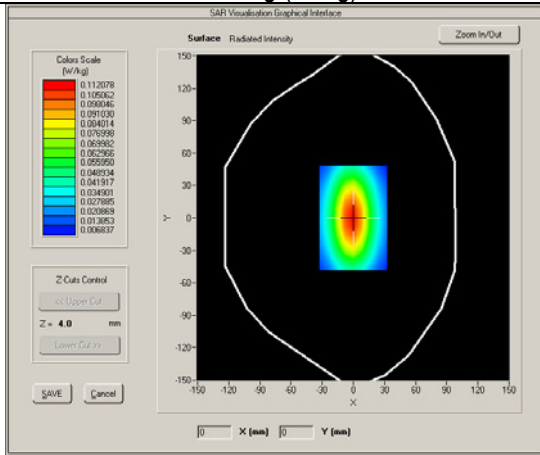 SAR Visualisation Graphical Interface
Surface Radiated Intensity
Zoom In/Out
Colors Scale
(W/kg)
0.112078
0.105062
0.098046
0.091030
0.084014
0.076998
0.069982
0.062966
0.055950
0.048934
0.041917
0.034901
0.027885
0.020869
0.013853
0.006837
Z-Cuts Control
<< Upper Cut
Z = 4.0 mm
Lower Cut >>
SAVE Cancel
150
120
90
60
30
0
-30
-60
-90
-120
-150
Y
-150 -120 -90 -60 -30 0 30 60 90 120 150
X
0 X (mm) 0 Y (mm)